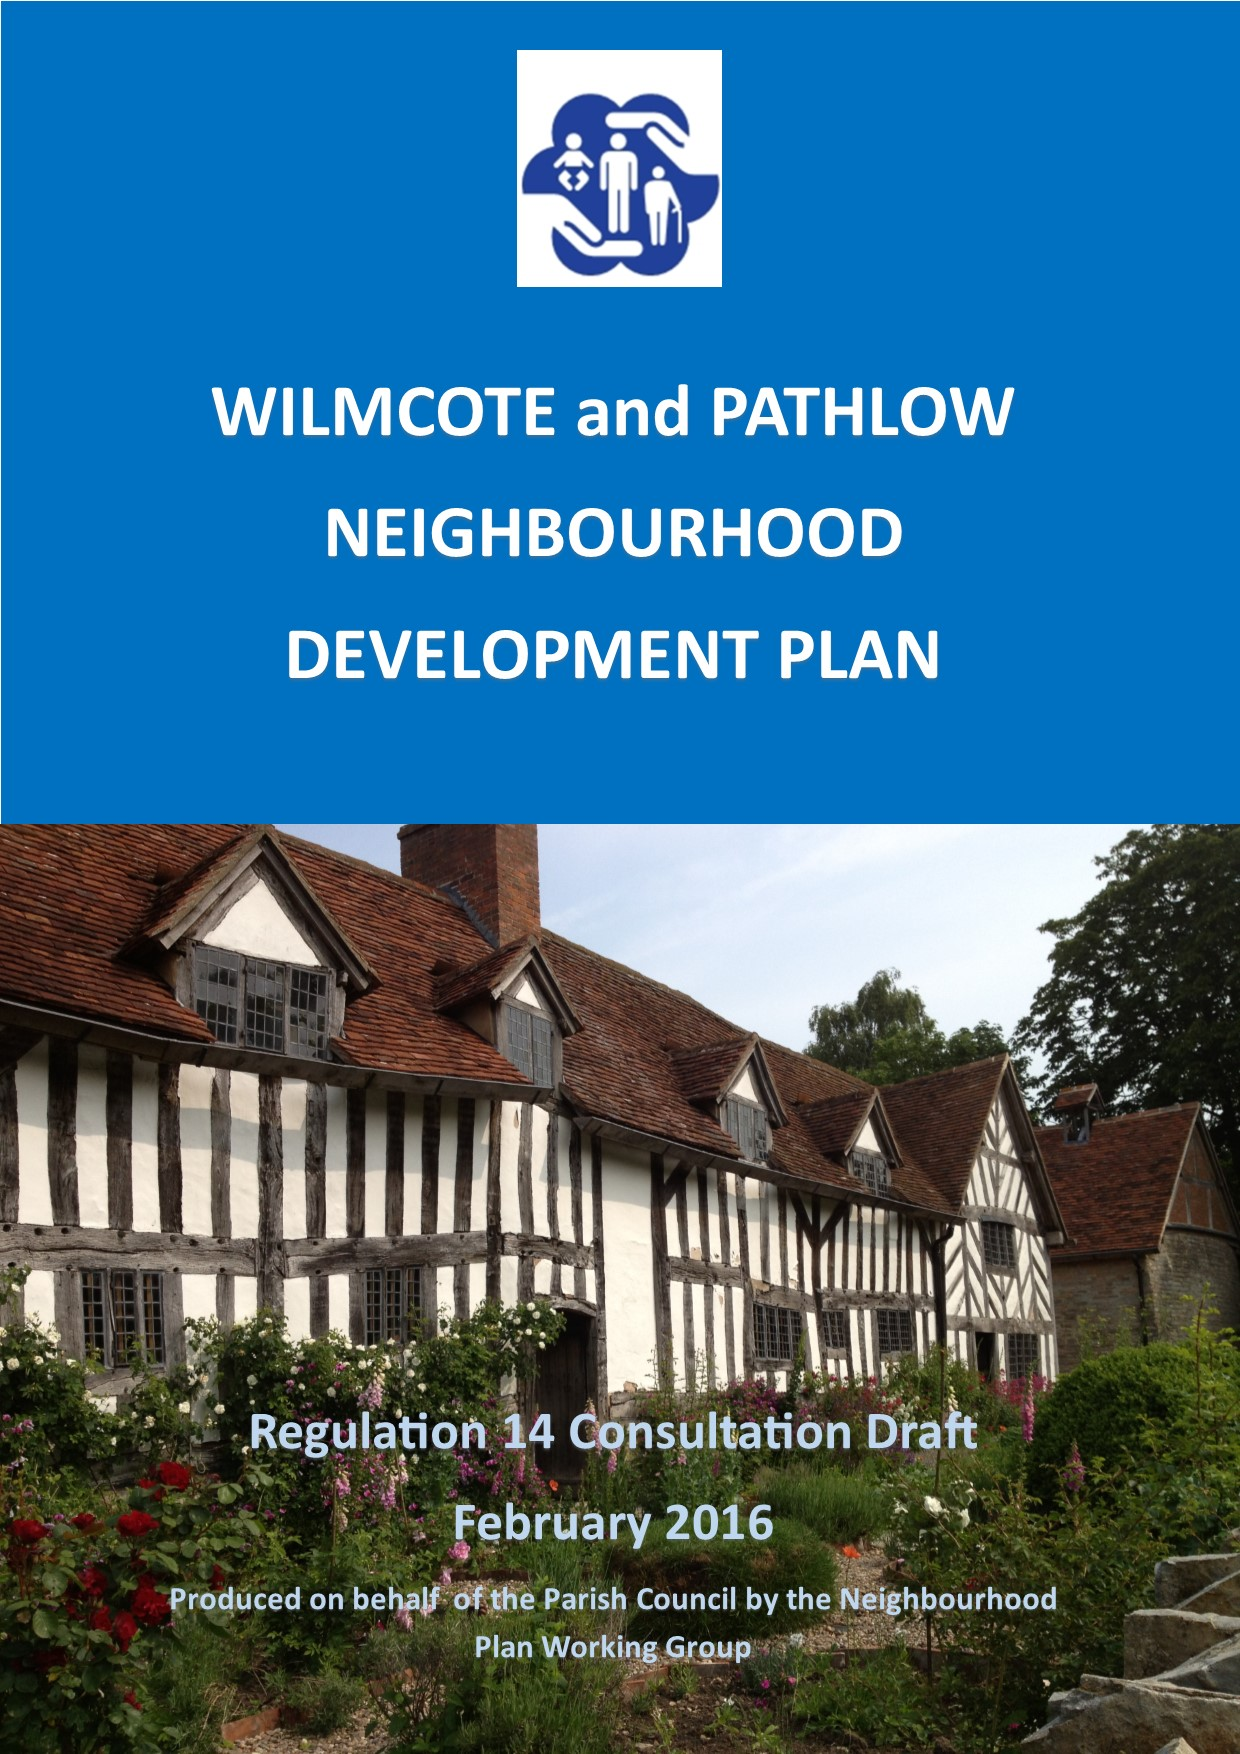 WILMCOTE and PATHLOW
NEIGHBOURHOOD
DEVELOPMENT PLAN
Regulation 14 Consultation Draft
February 2016
Produced on behalf of the Parish Council by the Neighbourhood
Plan Working Group